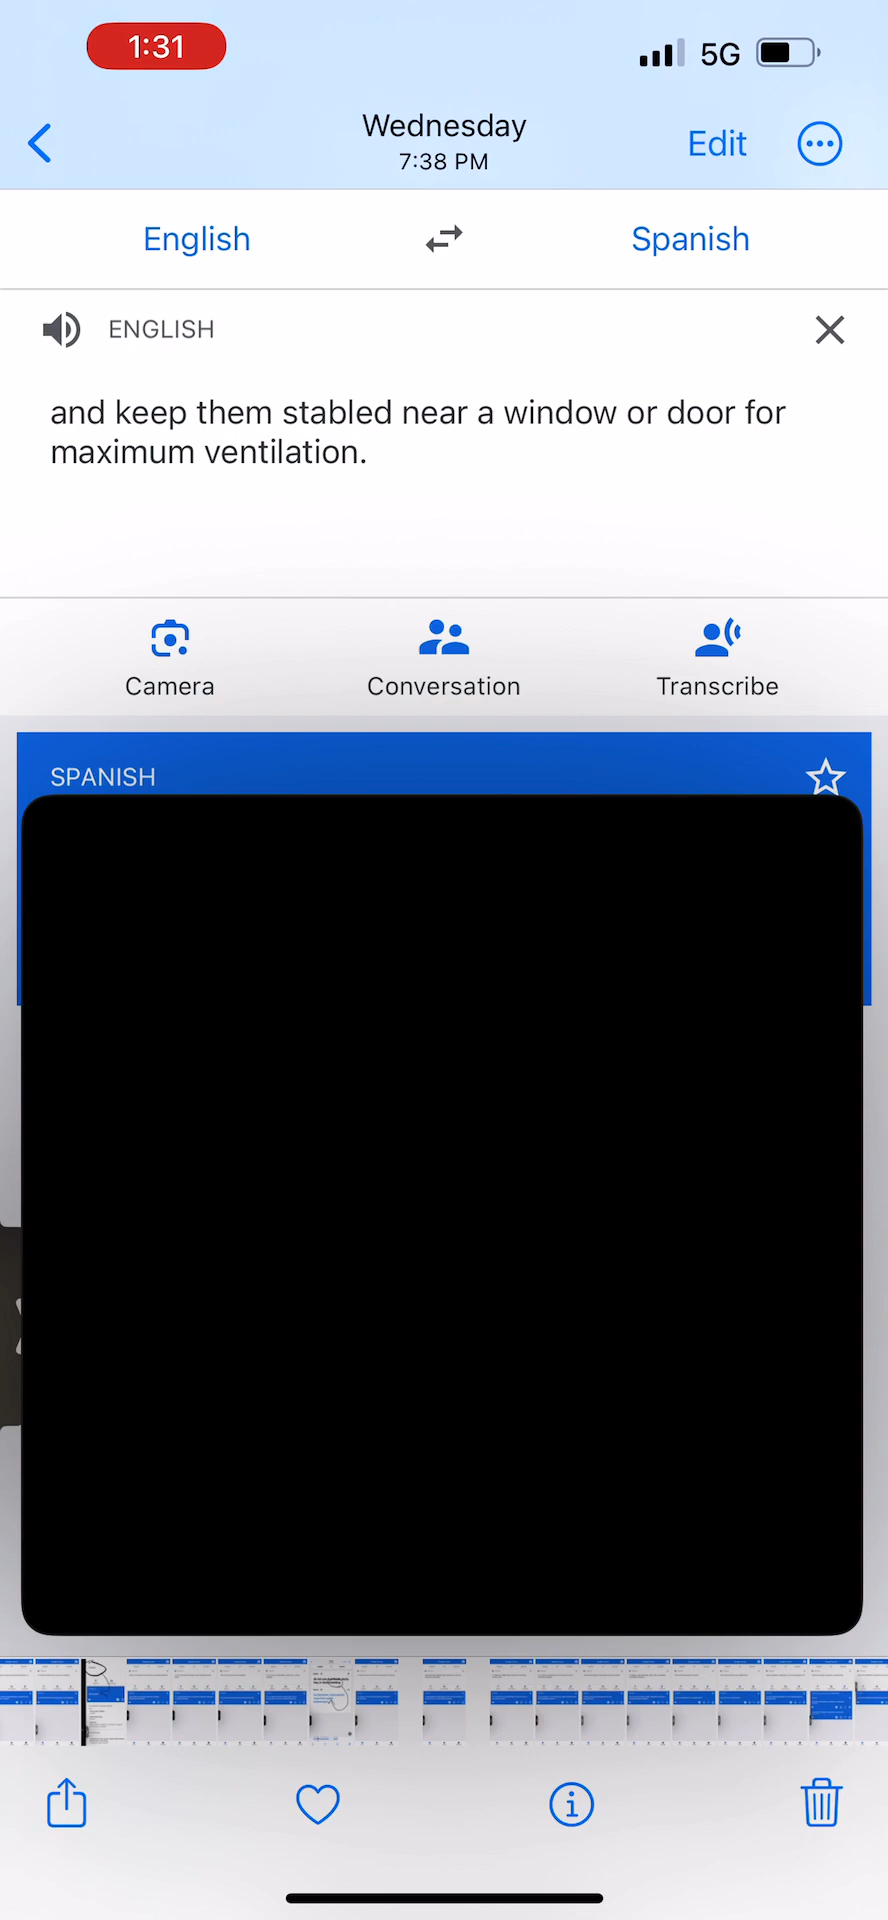 1:31
5G
Wednesday
7:38 PM
Edit
English
Spanish
ENGLISH
and keep them stabled near a window or door for
maximum ventilation.
Camera
Conversation
Transcribe
SPANISH